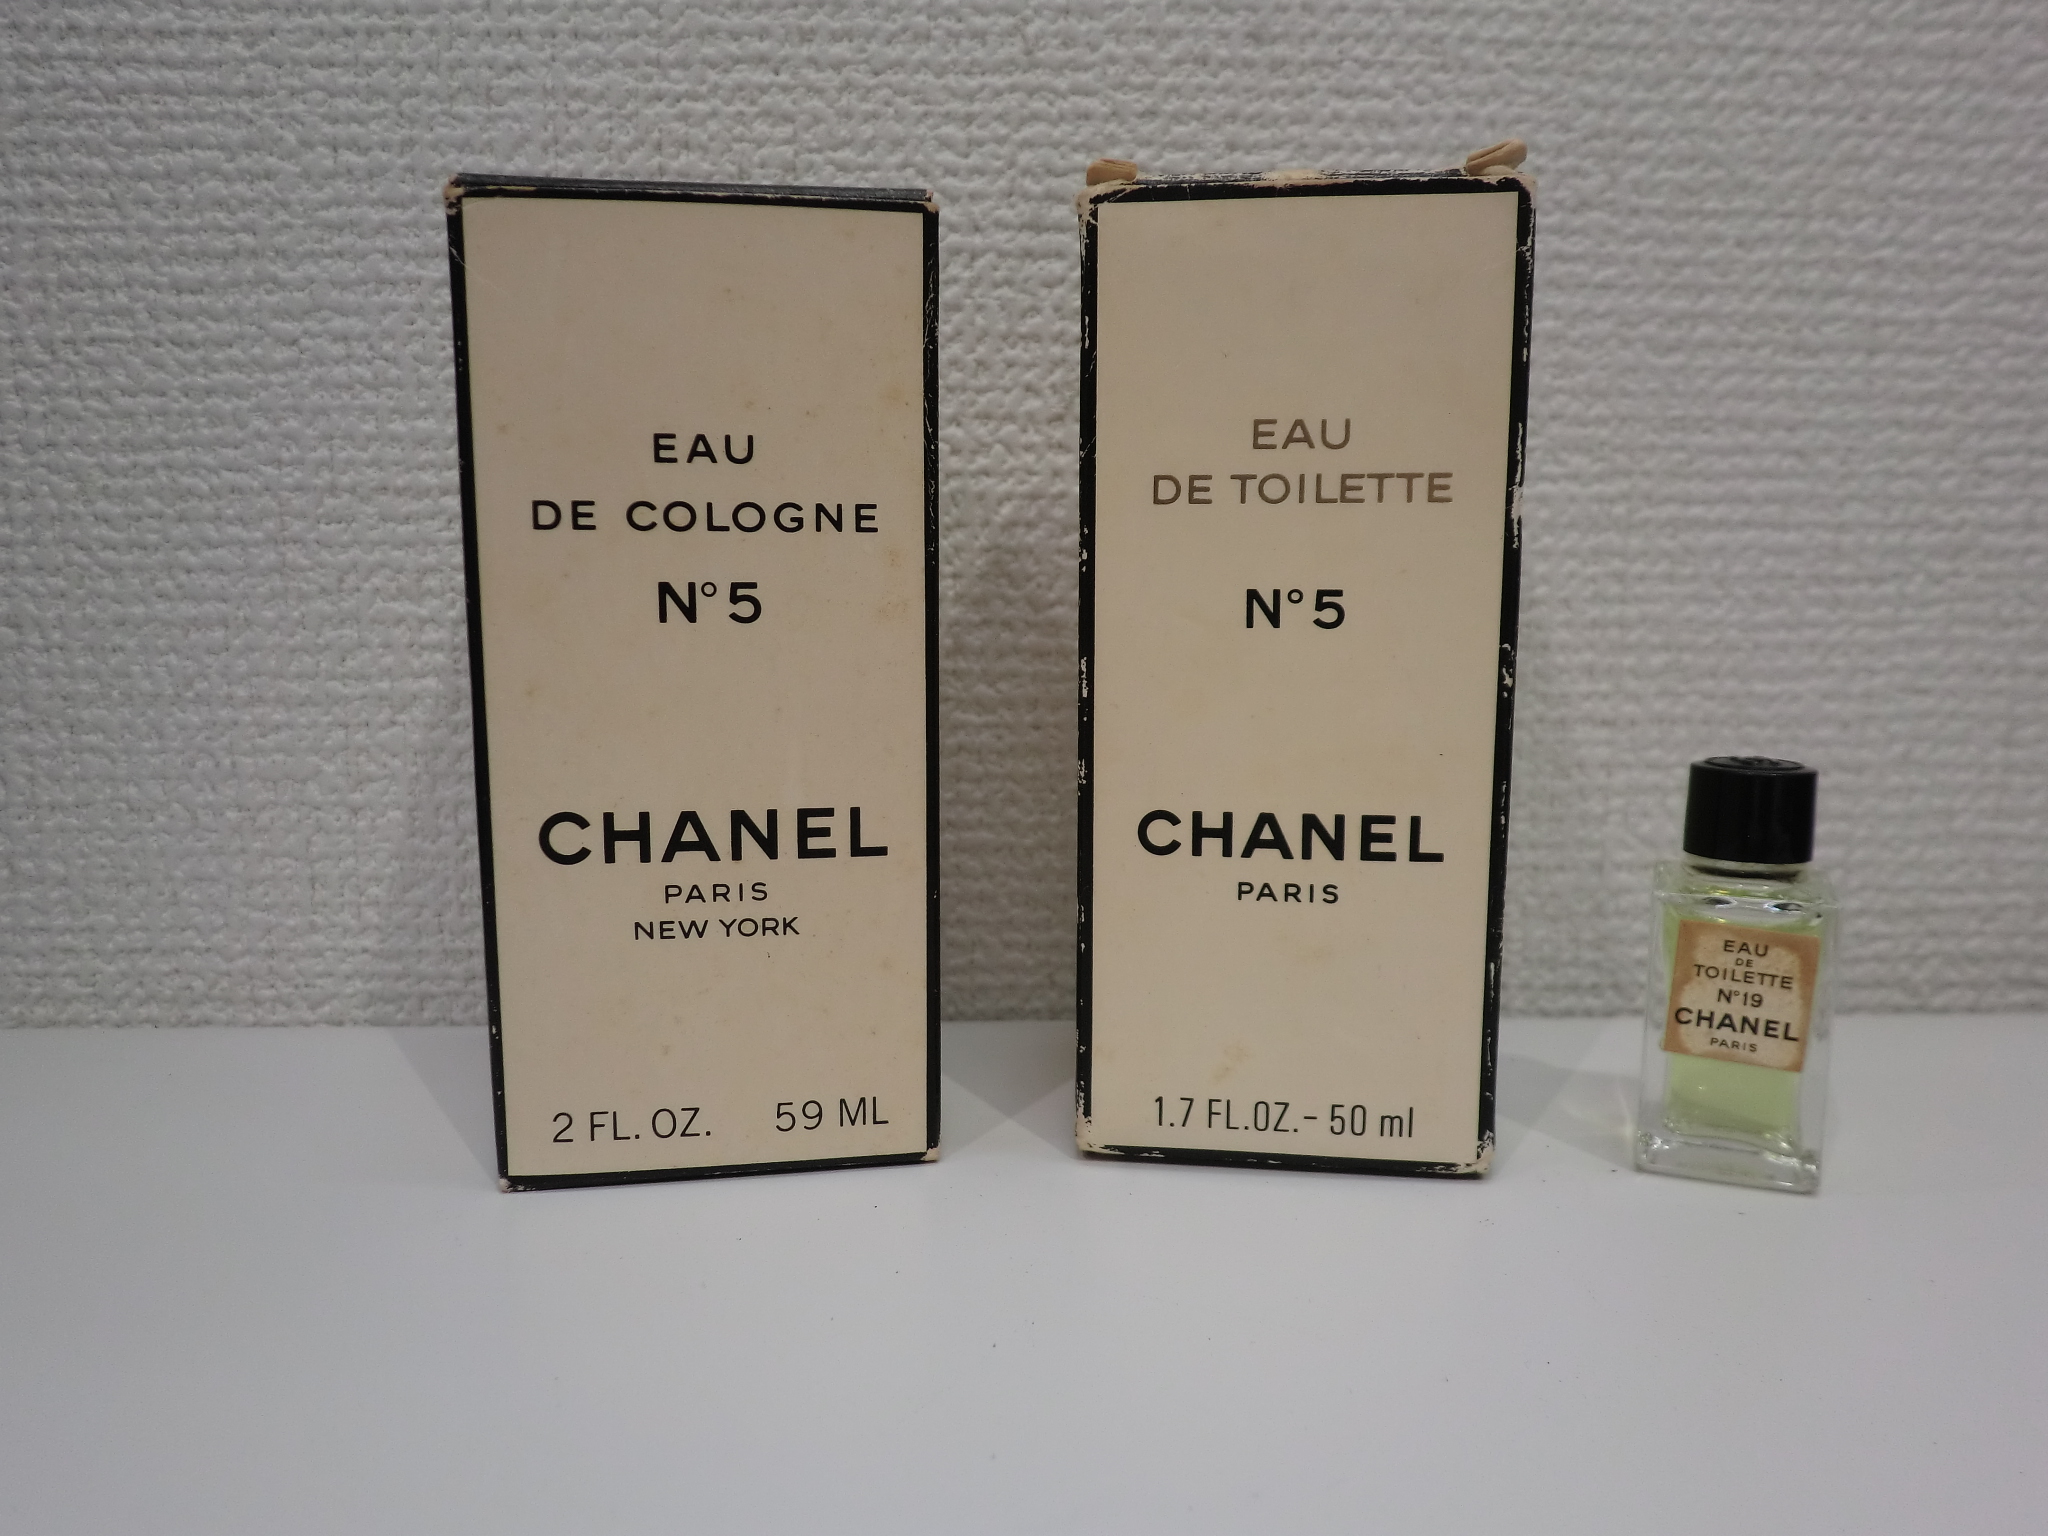 EAU
DE COLOGNE
N°5
CHANEL
PARIS
NEW YORK
2 FL. OZ. 59 ML
EAU
DE TOILETTE
N°5
CHANEL
PARIS
1.7 FL.OZ.- 50 ml
EAU
DE
TOILETTE
N°19
CHANEL
PARIS